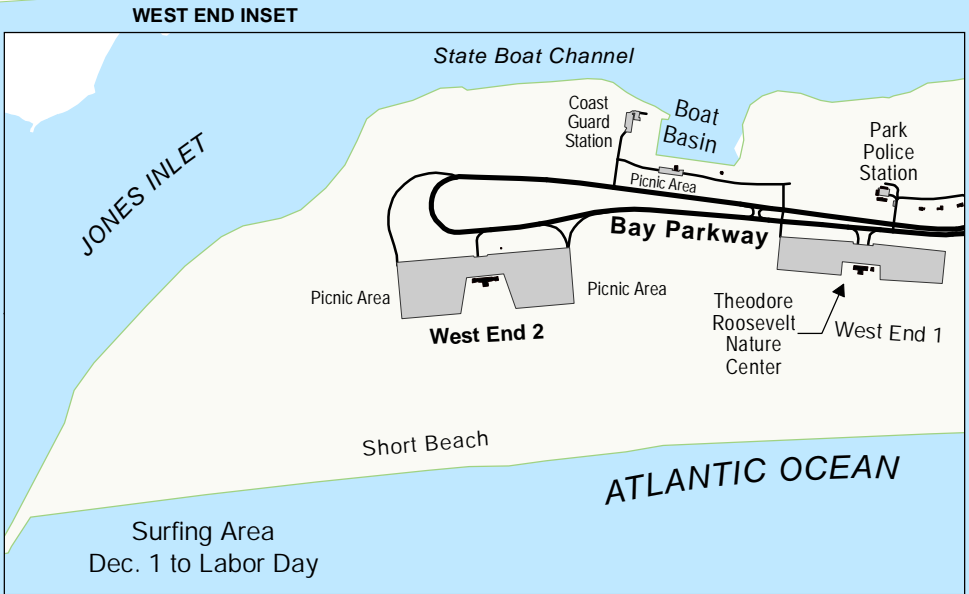 WEST END INSET
State Boat Channel
Coast
Guard
Station
Boat
Basin
Park
Police
Station
JONES INLET
Picnic Area
Bay Parkway
Picnic Area
Picnic Area
West End 2
Theodore
Roosevelt
Nature
Center
West End 1
Short Beach
ATLANTIC OCEAN
Surfing Area
Dec. 1 to Labor Day